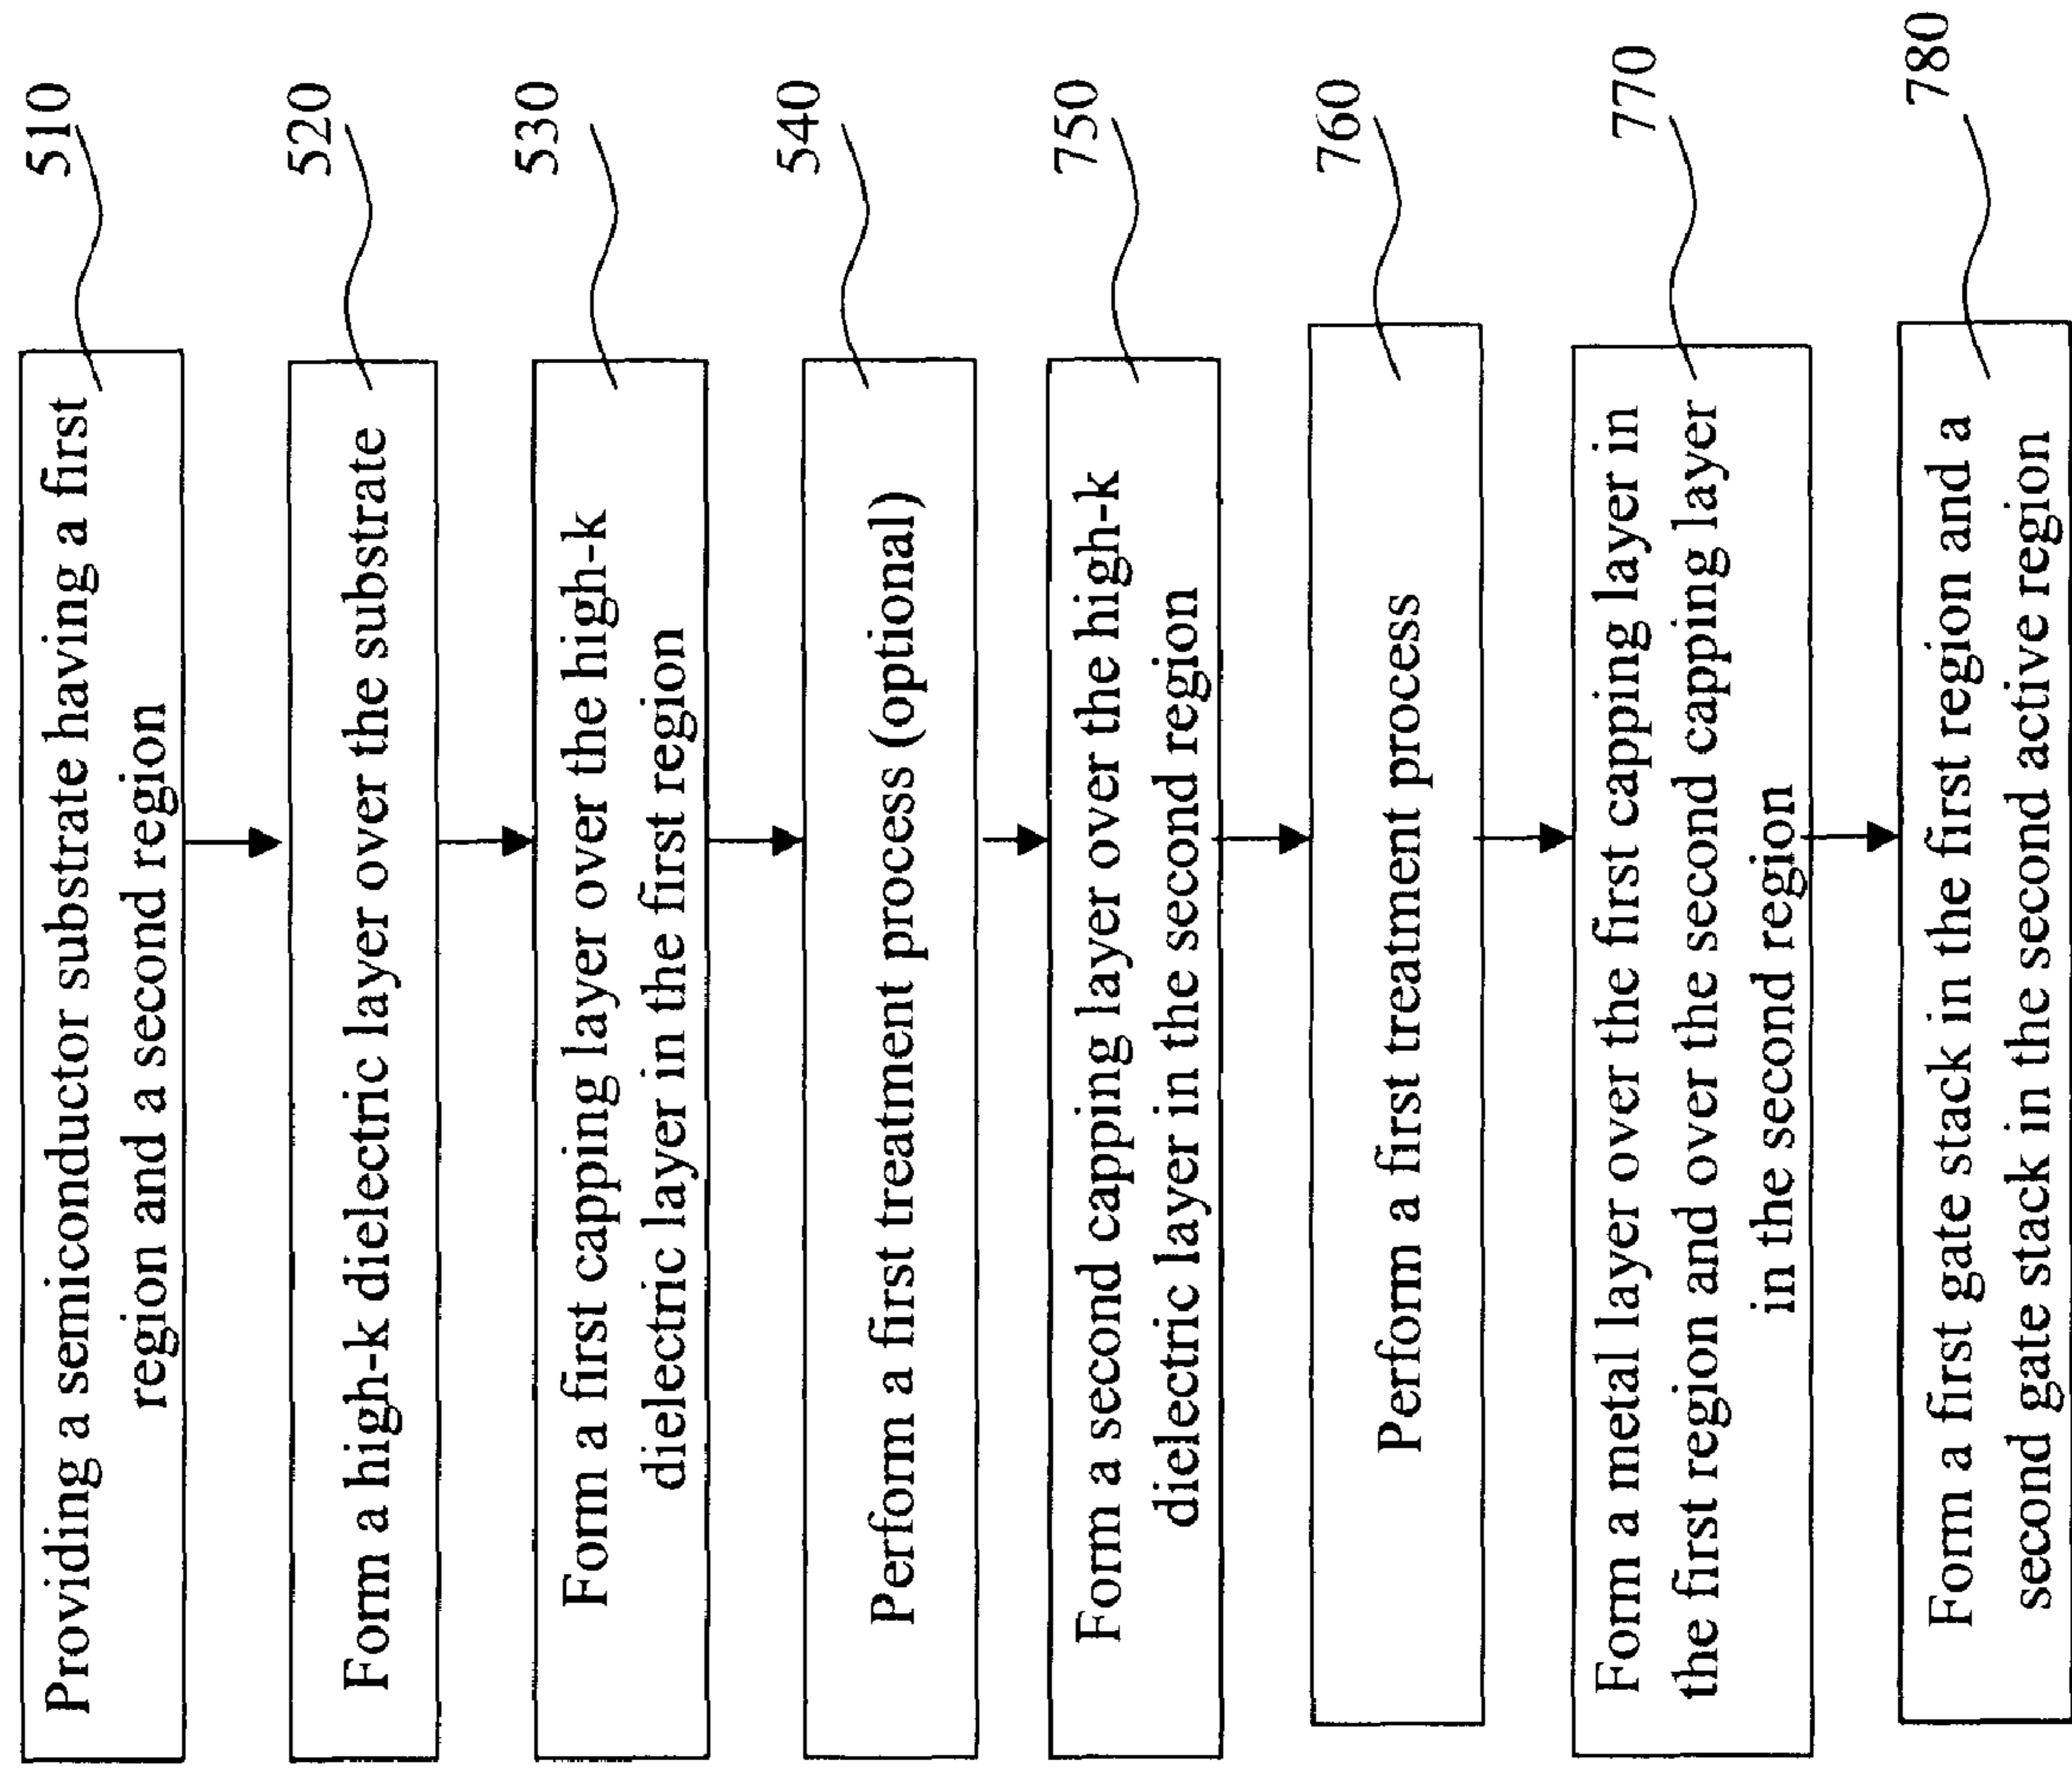 Providing a semiconductor substrate having a first
region and a second region
510
Form a high-k dielectric layer over the substrate
520
Form a first capping layer over the high-k
dielectric layer in the first region
530
Perform a first treatment process (optional)
540
Form a second capping layer over the high-k
dielectric layer in the second region
750
Perform a first treatment process
760
Form a metal layer over the first capping layer in
the first region and over the second capping layer
in the second region
770
Form a first gate stack in the first region and a
second gate stack in the second active region
780